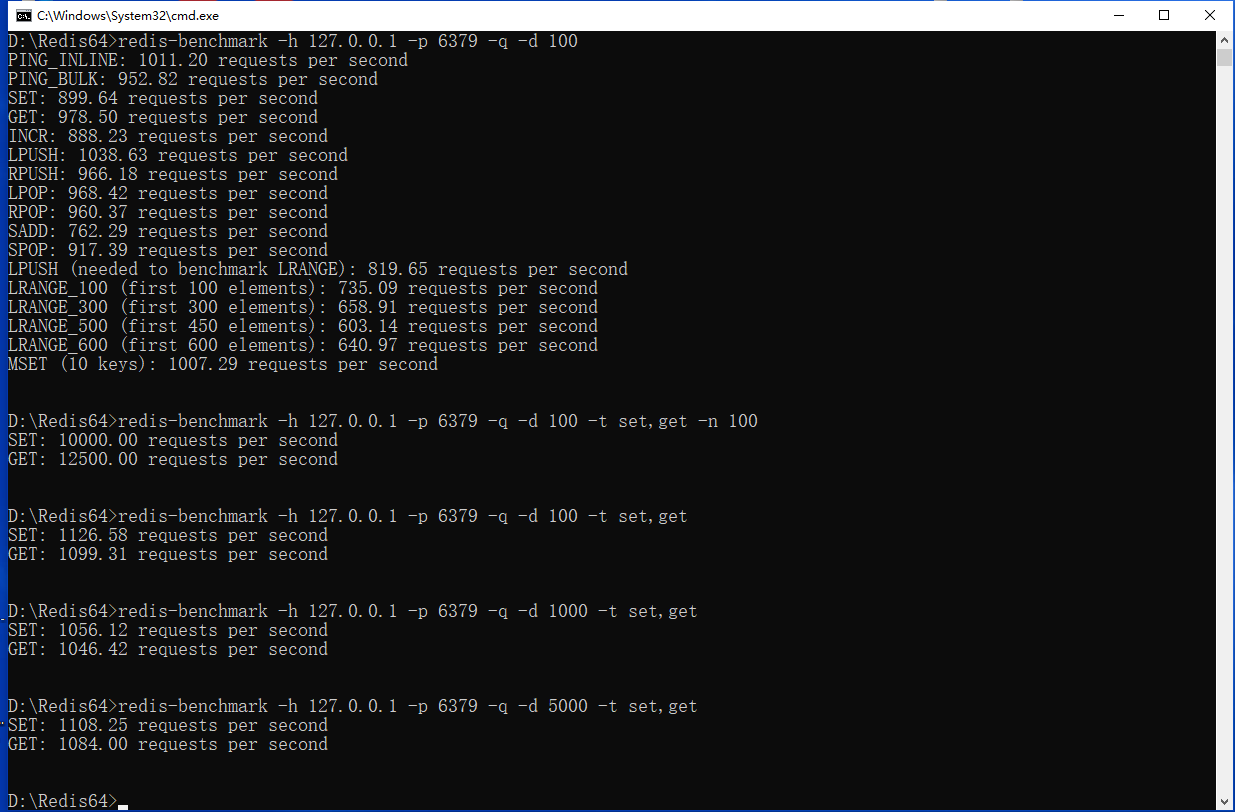 C:\Windows\System32\cmd.exe
D:\Redis64>redis-benchmark -h 127.0.0.1 -p 6379 -q -d 100
PING_INLINE: 1011.20 requests per second
PING_BULK: 952.82 requests per second
SET: 899.64 requests per second
GET: 978.50 requests per second
INCR: 888.23 requests per second
LPUSH: 1038.63 requests per second
RPUSH: 966.18 requests per second
LPOP: 968.42 requests per second
RPOP: 960.37 requests per second
SADD: 762.29 requests per second
SPOP: 917.39 requests per second
LPUSH (needed to benchmark LRANGE): 819.65 requests per second
LRANGE_100 (first 100 elements): 735.09 requests per second
LRANGE_300 (first 300 elements): 658.91 requests per second
LRANGE_500 (first 450 elements): 603.14 requests per second
LRANGE_600 (first 600 elements): 640.97 requests per second
MSET (10 keys): 1007.29 requests per second
D:\Redis64>redis-benchmark -h 127.0.0.1 -p 6379 -q -d 100 -t set,get -n 100
SET: 10000.00 requests per second
GET: 12500.00 requests per second
D:\Redis64>redis-benchmark -h 127.0.0.1 -p 6379 -q -d 100 -t set,get
SET: 1126.58 requests per second
GET: 1099.31 requests per second
D:\Redis64>redis-benchmark -h 127.0.0.1 -p 6379 -q -d 1000 -t set,get
SET: 1056.12 requests per second
GET: 1046.42 requests per second
D:\Redis64>redis-benchmark -h 127.0.0.1 -p 6379 -q -d 5000 -t set,get
SET: 1108.25 requests per second
GET: 1084.00 requests per second
D:\Redis64>